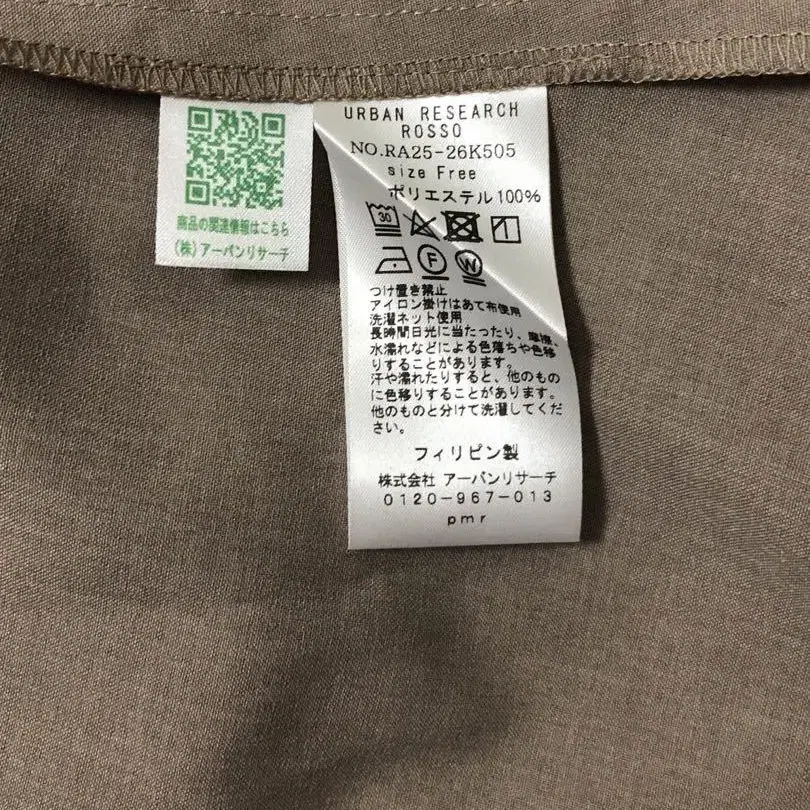 商品の関連情報はこちら
(株)アーバンリサーチ
URBAN RESEARCH
ROSSO
NO.RA25-26K505
size Free
ポリエステル100%
30
F
W
つけ置き禁止
アイロン掛けはあて布使用
洗濯ネット使用
長時間日光に当たったり、摩擦、
水濡れなどによる色落ちや色移
りすることがあります。
汗や濡れたりすると、他のもの
に色移りすることがあります。
他のものと分けて洗濯してくだ
さい。
フィリピン製
株式会社 アーバンリサーチ
0120-967-013
pmr